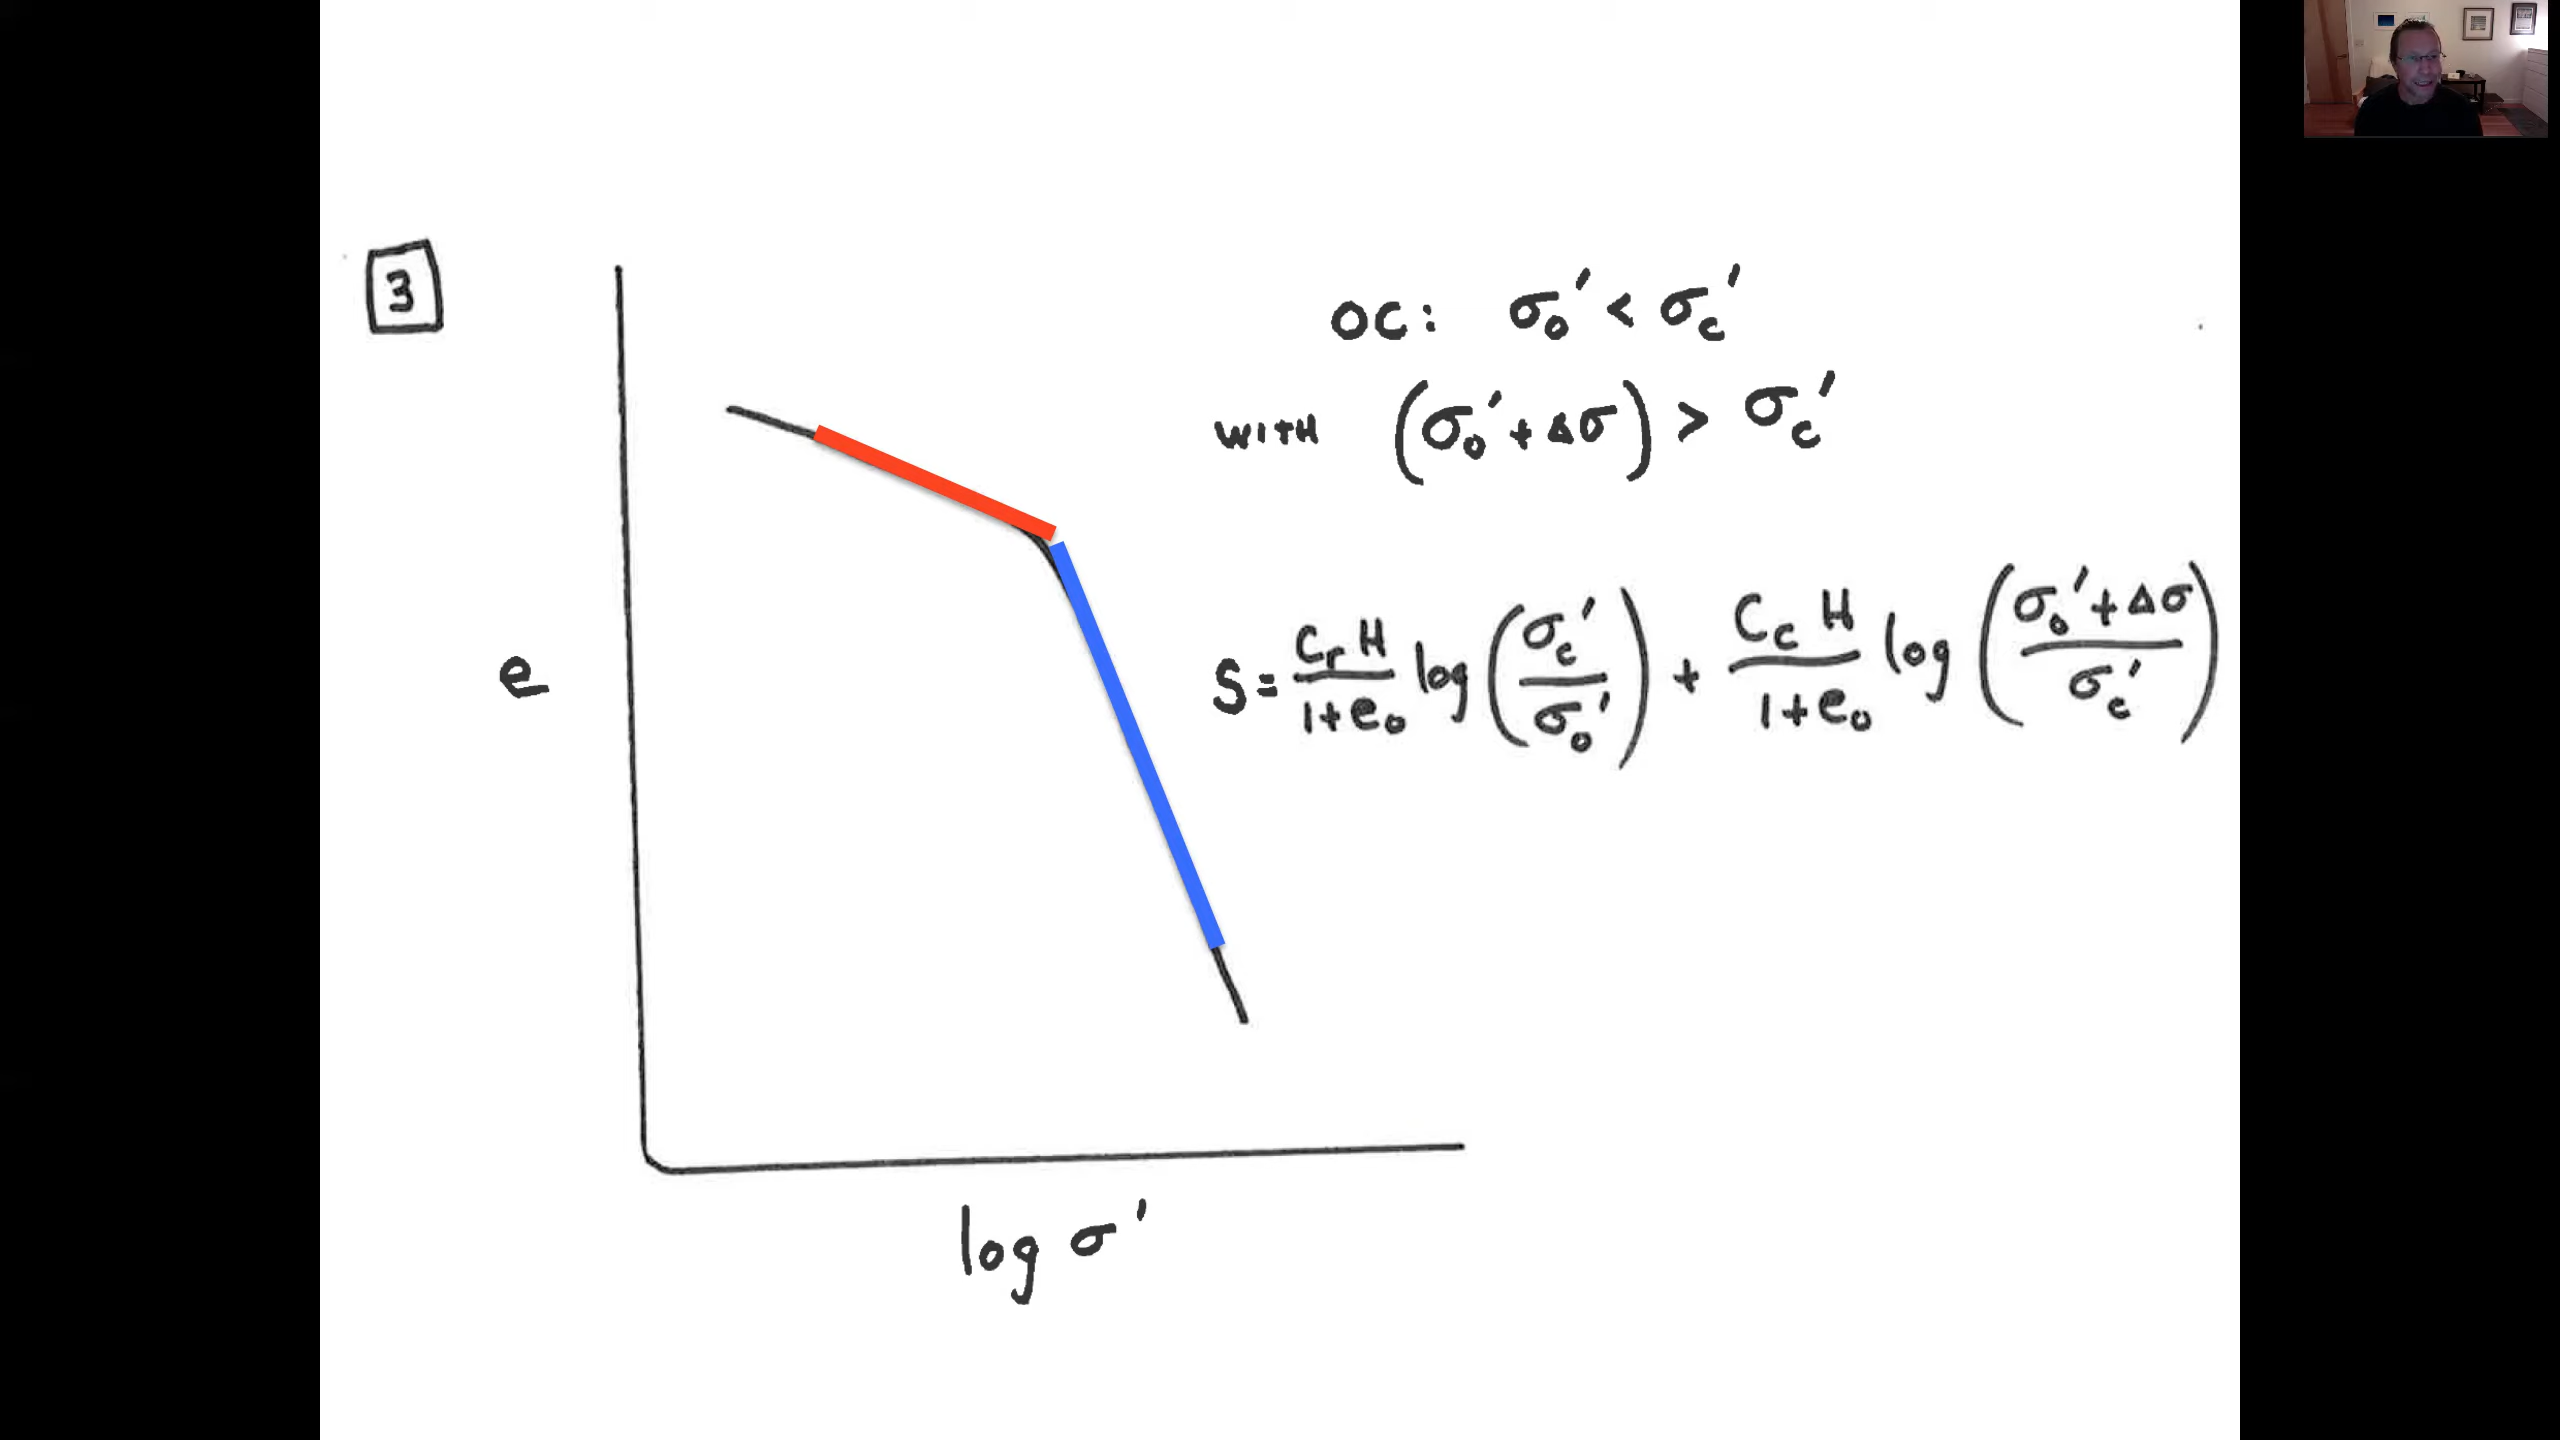 3
OC: σ₀' < σc'
WITH (σ₀' + Δσ) > σc'
S = CrH/1+e₀ log (σc'/σ₀') + CcH/1+e₀ log (σ₀' + Δσ/σc')
e
log σ'